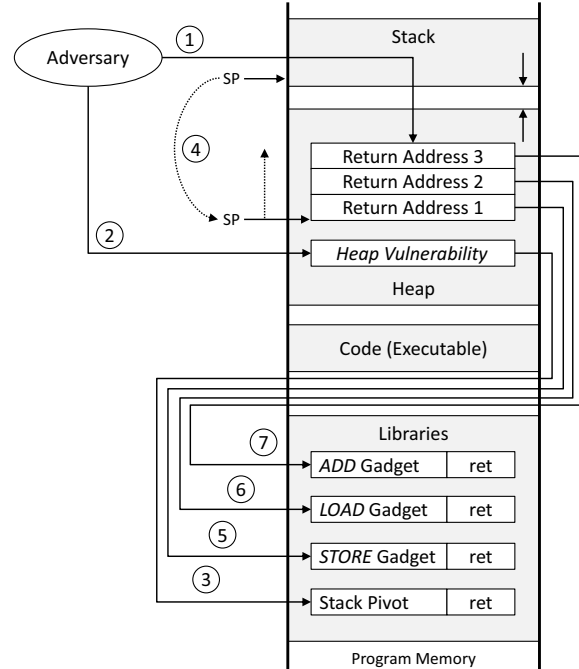 1
Stack
Adversary
SP
4
Return Address 3
Return Address 2
Return Address 1
SP
2
Heap Vulnerability
Heap
Code (Executable)
Libraries
7
ADD Gadget ret
6
LOAD Gadget ret
5
STORE Gadget ret
3
Stack Pivot ret
Program Memory